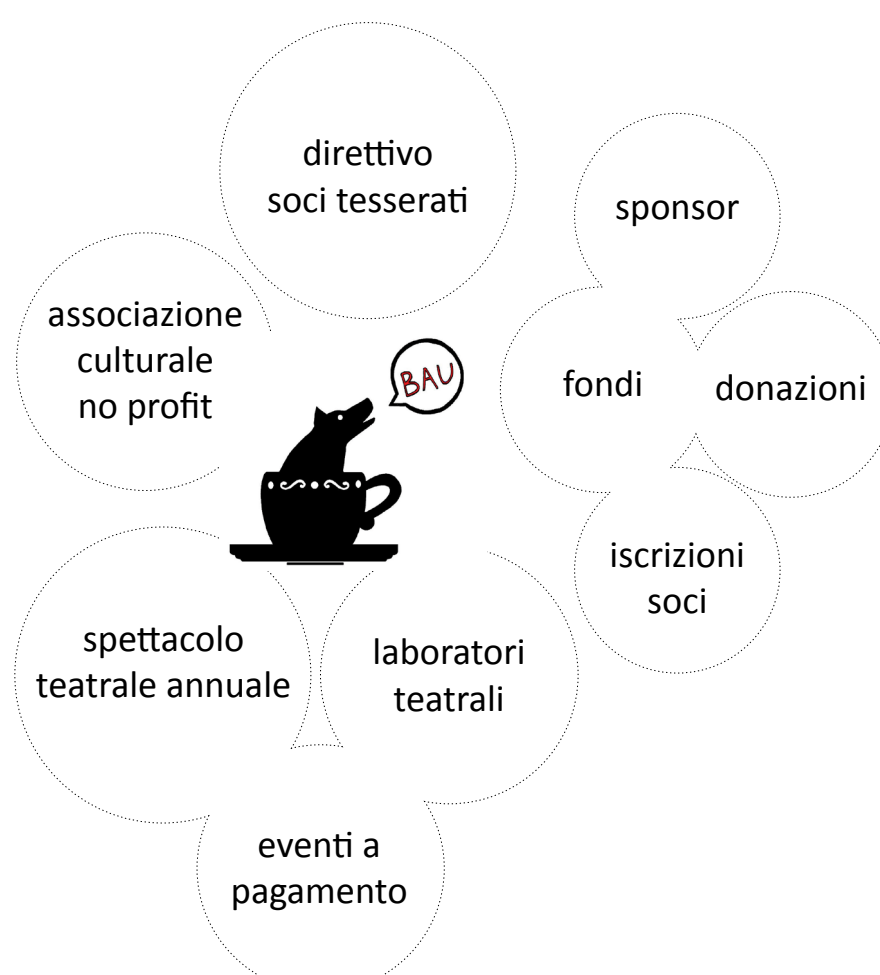 direttivo
soci tesserati
sponsor
associazione
culturale
no profit
BAU
fondi
donazioni
iscrizioni
soci
spettacolo
teatrale annuale
laboratori
teatrali
eventi a
pagamento